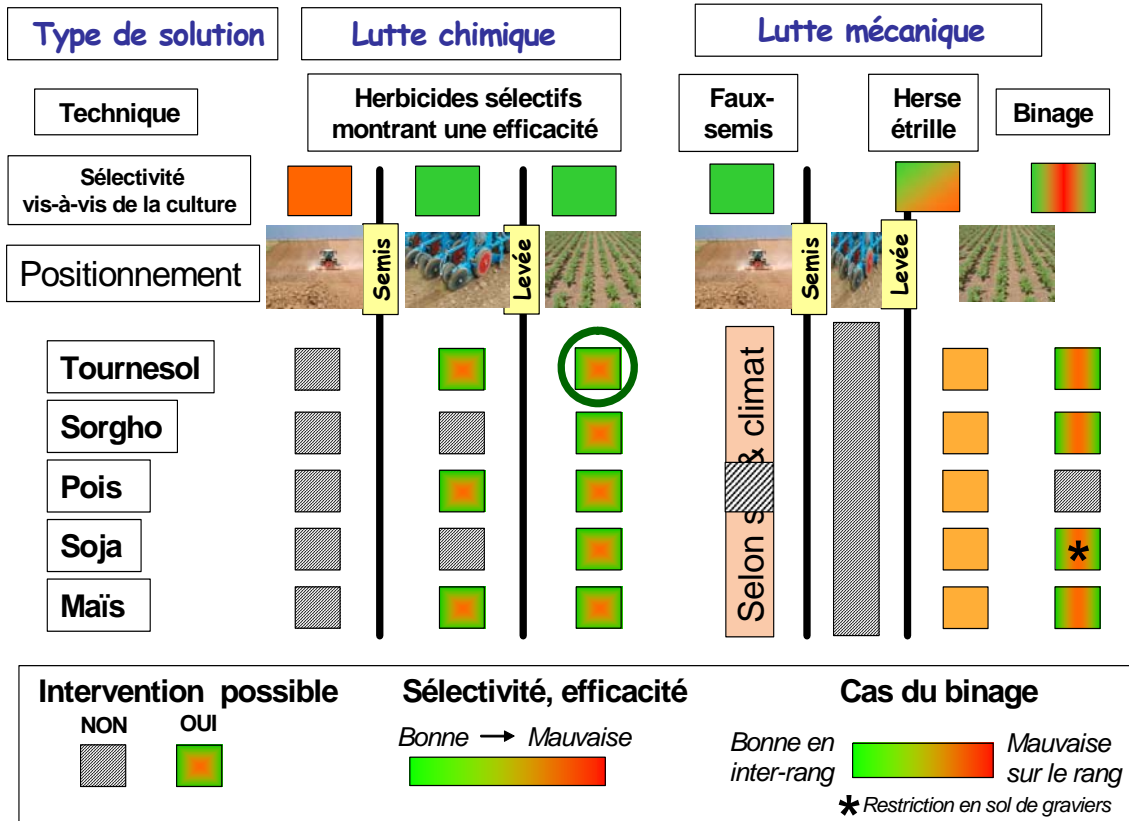 Type de solution
Lutte chimique
Lutte mécanique
Technique
Herbicides sélectifs
montrant une efficacité
Faux-
semis
Herse
étrille
Binage
Sélectivité
vis-à-vis de la culture
Positionnement
Semis
Levée
Semis
Levée
Tournesol
Sorgho
Pois
Soja
Maïs
Selon s & climat
Intervention possible
NON
OUI
Sélectivité, efficacité
Bonne → Mauvaise
Cas du binage
Bonne en
inter-rang
Mauvaise
sur le rang
* Restriction en sol de graviers